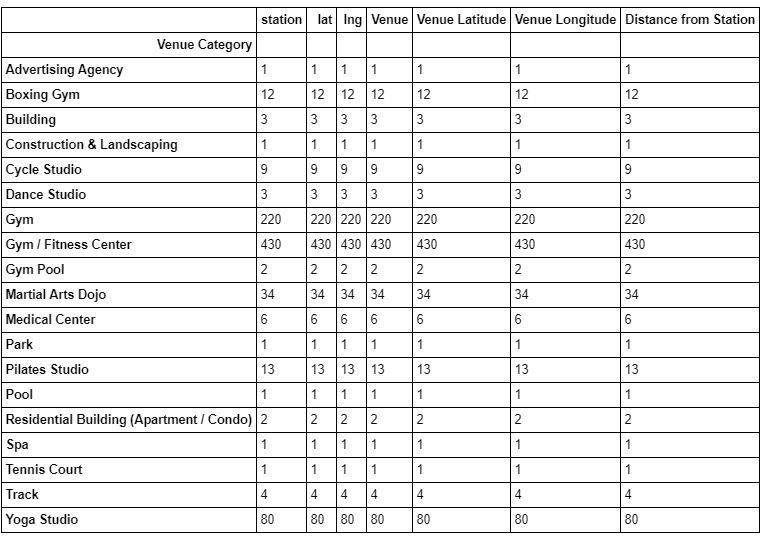 station lat lng Venue Venue Latitude Venue Longitude Distance from Station
Venue Category
Advertising Agency 1 1 1 1 1 1 1
Boxing Gym 12 12 12 12 12 12 12
Building 3 3 3 3 3 3 3
Construction & Landscaping 1 1 1 1 1 1 1
Cycle Studio 9 9 9 9 9 9 9
Dance Studio 3 3 3 3 3 3 3
Gym 220 220 220 220 220 220 220
Gym / Fitness Center 430 430 430 430 430 430 430
Gym Pool 2 2 2 2 2 2 2
Martial Arts Dojo 34 34 34 34 34 34 34
Medical Center 6 6 6 6 6 6 6
Park 1 1 1 1 1 1 1
Pilates Studio 13 13 13 13 13 13 13
Pool 1 1 1 1 1 1 1
Residential Building (Apartment / Condo) 2 2 2 2 2 2 2
Spa 1 1 1 1 1 1 1
Tennis Court 1 1 1 1 1 1 1
Track 4 4 4 4 4 4 4
Yoga Studio 80 80 80 80 80 80 80